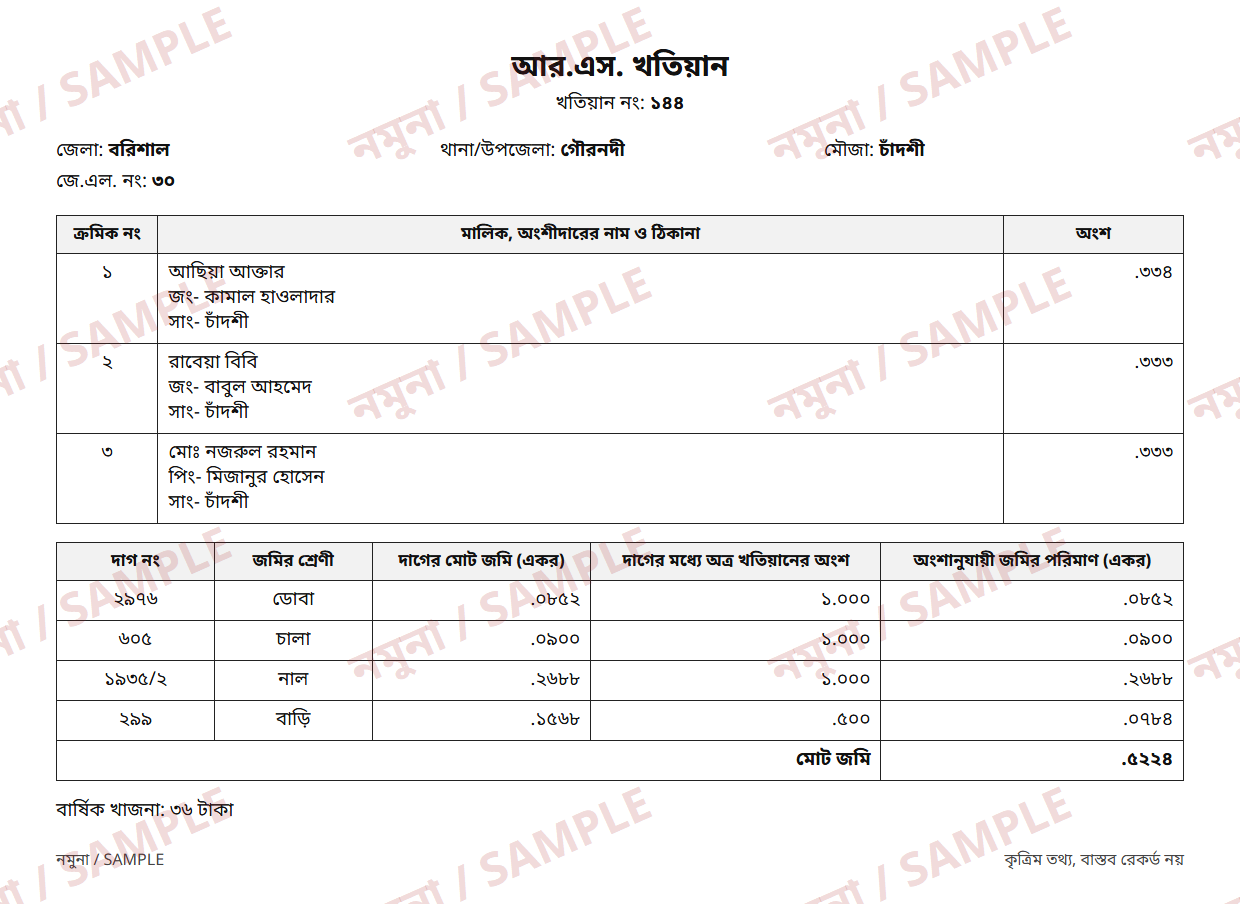 আর.এস. খতিয়ান
খতিয়ান নং: ১৪৪
জেলা: বরিশাল থানা/উপজেলা: গৌরনদী মৌজা: চাঁদশী
জে.এল. নং: ৩০
ক্রমিক নং মালিক, অংশীদারের নাম ও ঠিকানা অংশ
১ আছিয়া আক্তার .৩৩৪
জং- কামাল হাওলাদার
সাং- চাঁদশী
২ রাবেয়া বিবি .৩৩৩
জং- বাবুল আহমেদ
সাং- চাঁদশী
৩ মোঃ নজরুল রহমান .৩৩৩
পিং- মিজানুর হোসেন
সাং- চাঁদশী
দাগ নং জমির শ্রেণী দাগের মোট জমি (একর) দাগের মধ্যে অত্র খতিয়ানের অংশ অংশানুযায়ী জমির পরিমাণ (একর)
২৯৭৬ ডোবা .০৮৫২ ১.০০০ .০৮৫২
৬০৫ চালা .০৯০০ ১.০০০ .০৯০০
১৯৩৫/২ নাল .২৬৮৮ ১.০০০ .২৬৮৮
২৯৯ বাড়ি .১৫৬৮ .৫০০ .০৭৮৪
মোট জমি .৫২২৪
বার্ষিক খাজনা: ৩৬ টাকা
নমুনা / SAMPLE কৃত্রিম তথ্য, বাস্তব রেকর্ড নয়